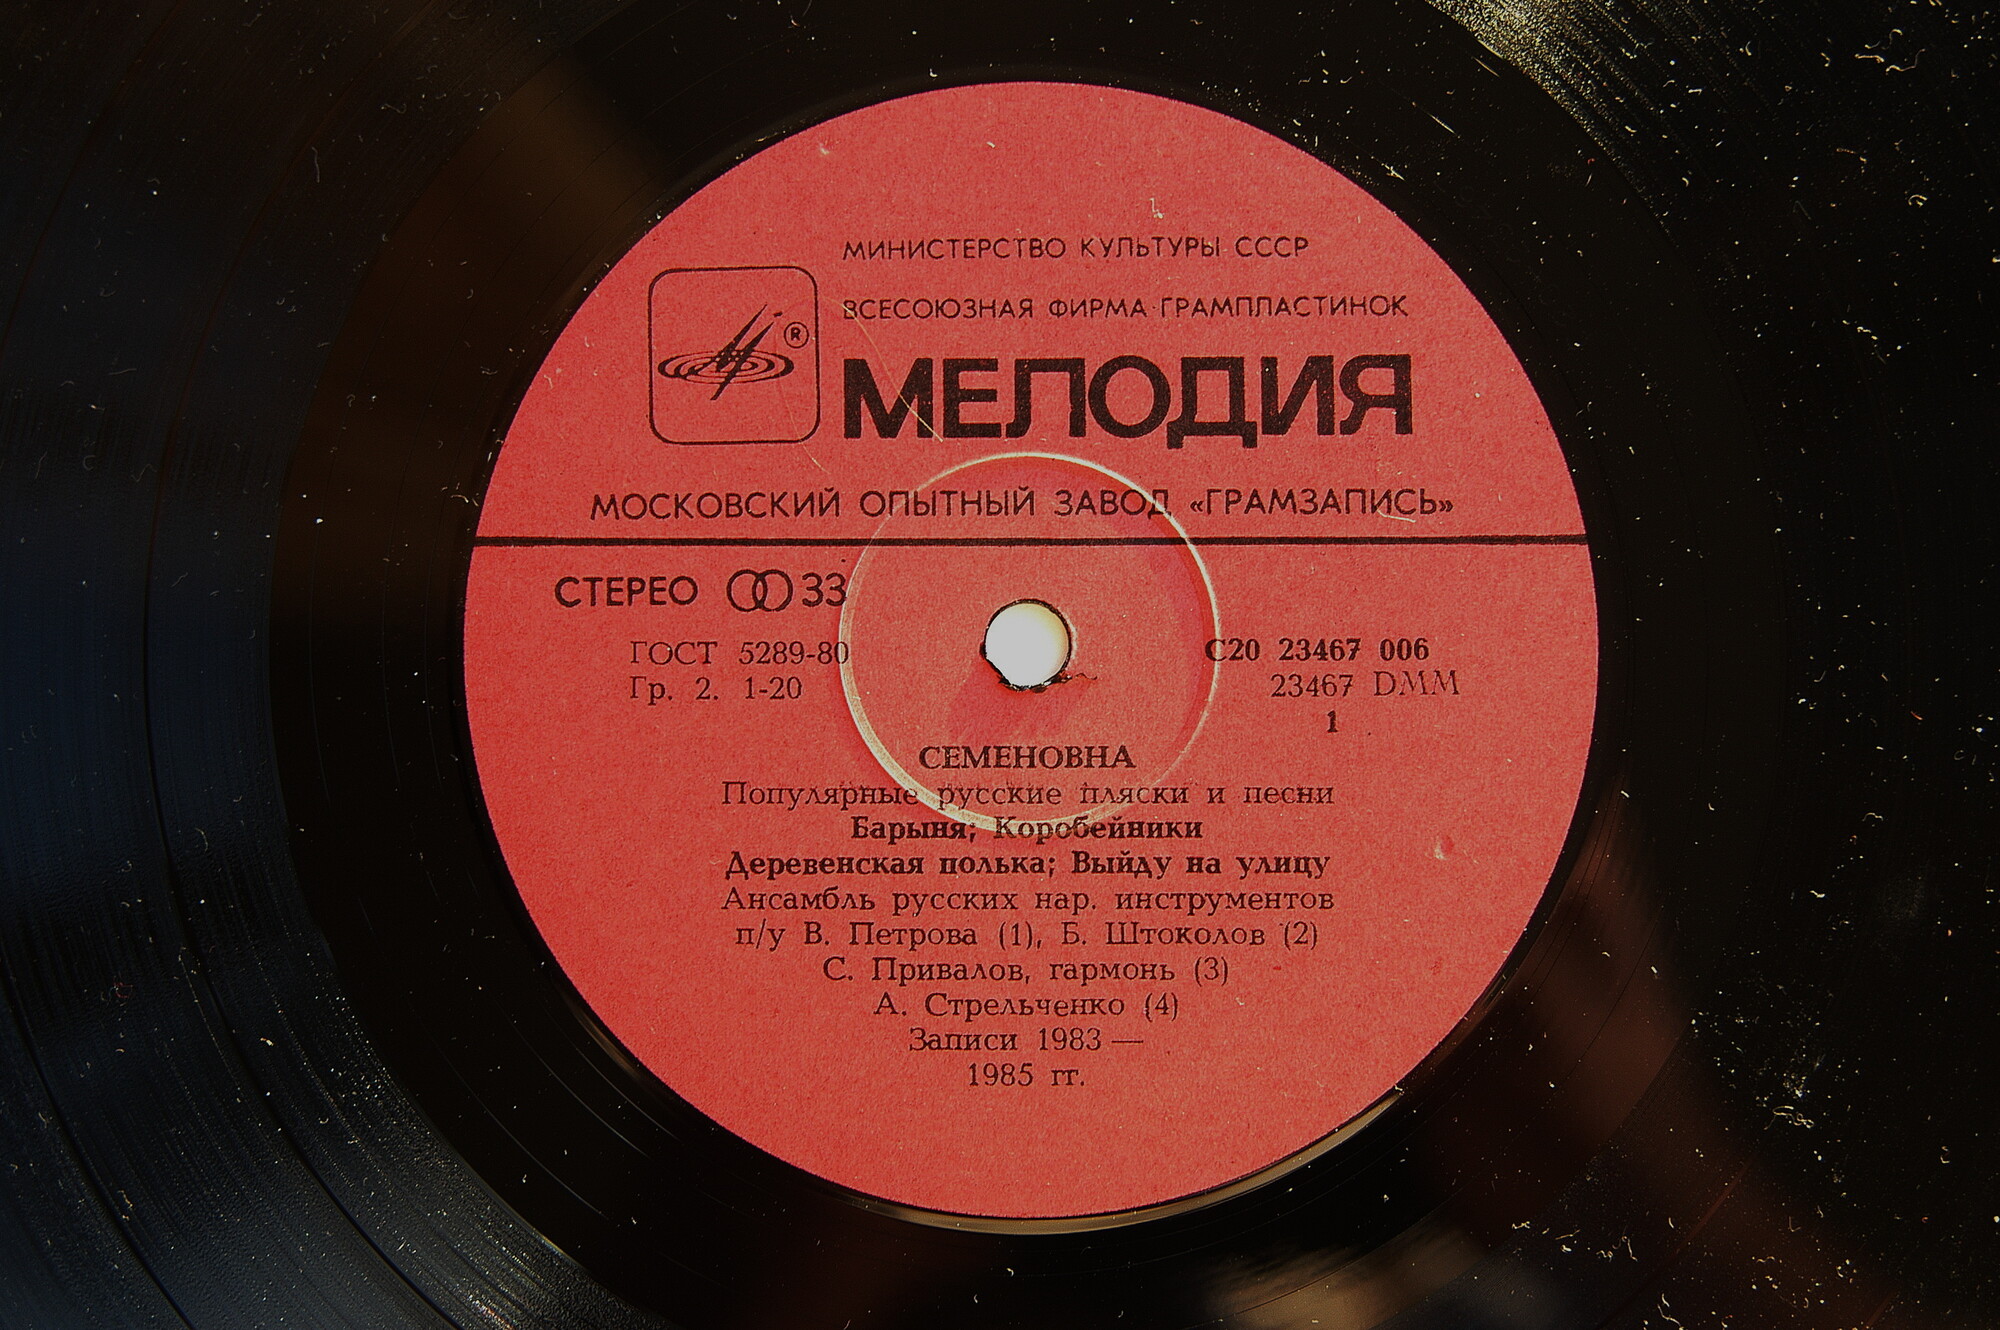 МИНИСТЕРСТВО КУЛЬТУРЫ СССР
ВСЕСОЮЗНАЯ ФИРМА ГРАМПЛАСТИНОК
®
МЕЛОДИЯ
МОСКОВСКИЙ ОПЫТНЫЙ ЗАВОД «ГРАМЗАПИСЬ»
СТЕРЕО 33
ГОСТ 5289-80
Гр. 2. 1-20
С20 23467 006
23467 DMM
1
СЕМЕНОВНА
Популярные русские пляски и песни
Барыня; Коробейники
Деревенская полька; Выйду на улицу
Ансамбль русских нар. инструментов
п/у В. Петрова (1), Б. Штоколов (2)
С. Привалов, гармонь (3)
А. Стрельченко (4)
Записи 1983 —
1985 гг.